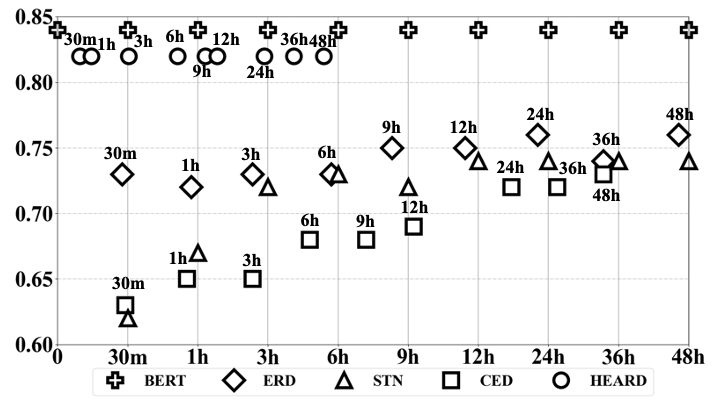 0.85
30m 1h 3h 6h 9h 12h 24h 36h 48h
0.80
0.75
30m 1h 3h 6h 9h 12h 24h 36h 48h
0.70
1h 3h 6h 9h 12h 24h 36h 48h
0.65
30m
0.60
0 30m 1h 3h 6h 9h 12h 24h 36h 48h
BERT ERD STN CED HEARD